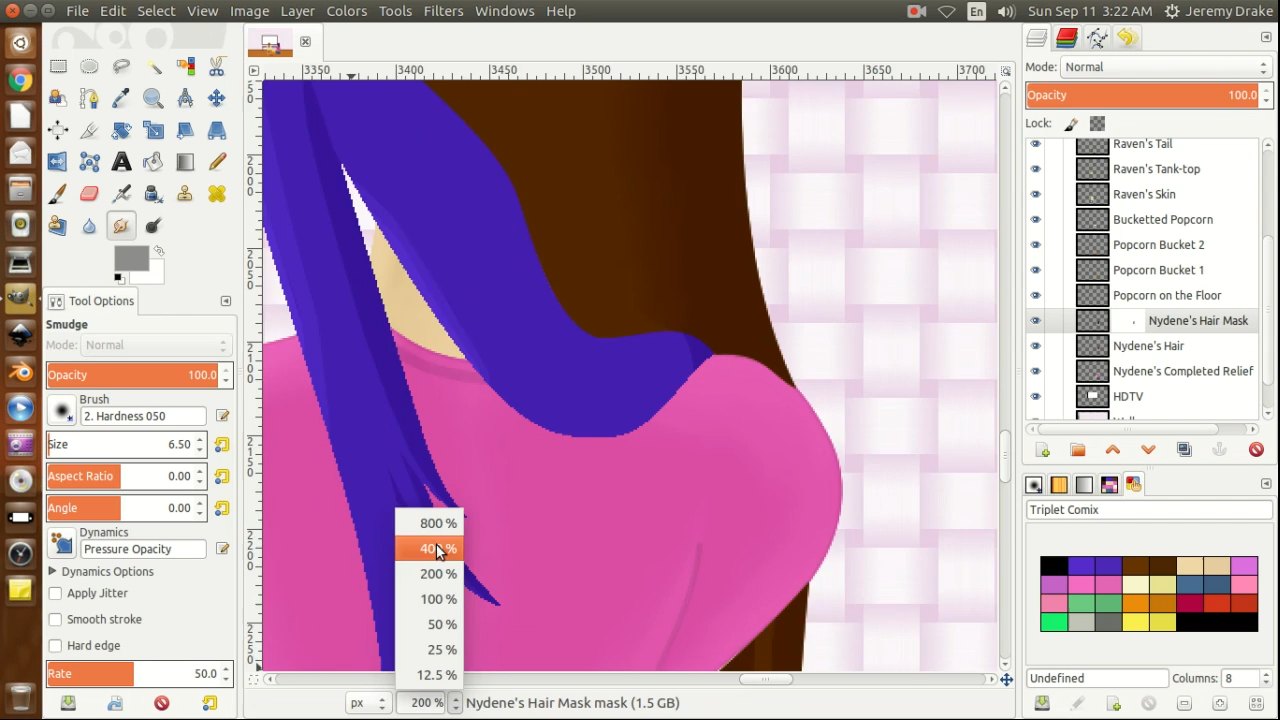 File Edit Select View Image Layer Colors Tools Filters Windows Help En Sun Sep 11 3:22 AM Jeremy Drake
3350 3400 3450 3500 3550 3600 3650 3700
Mode: Normal
Opacity 100.0
Lock:
Raven's Tail
Raven's Tank-top
Raven's Skin
Bucketted Popcorn
Popcorn Bucket 2
Popcorn Bucket 1
Popcorn on the Floor
Nydene's Hair Mask
Nydene's Hair
Nydene's Completed Relief
HDTV
Tool Options
Smudge
Mode: Normal
Opacity 100.0
Brush
2. Hardness 050
Size 6.50
Aspect Ratio 0.00
Angle 0.00
Dynamics
Pressure Opacity
Dynamics Options
Apply Jitter
Smooth stroke
Hard edge
Rate 50.0
800 %
400 %
200 %
100 %
50 %
25 %
12.5 %
px 200 % Nydene's Hair Mask mask (1.5 GB)
Triplet Comix
Undefined Columns: 8